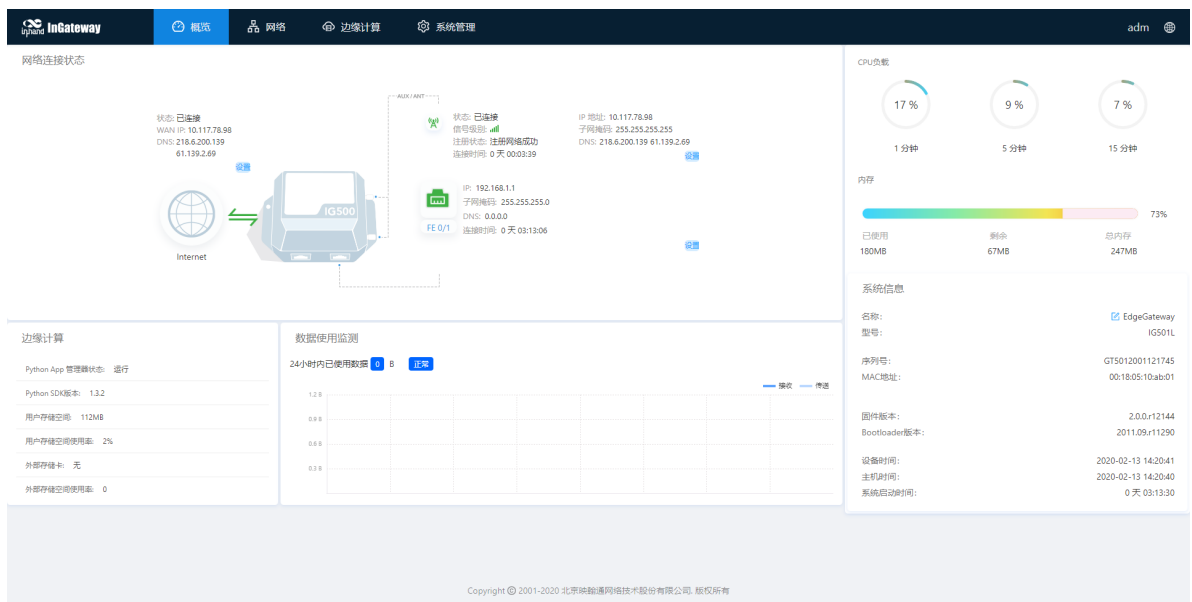 inhand InGateway
概览
网络
边缘计算
系统管理
adm
网络连接状态
AUX / ANT
状态: 已连接
WAN IP: 10.117.78.98
DNS: 218.6.200.139
61.139.2.69
设置
状态: 已连接
信号级别:
注册状态: 注册网络成功
连接时间: 0 天 00:03:39
IP 地址: 10.117.78.98
子网掩码: 255.255.255.255
DNS: 218.6.200.139 61.139.2.69
设置
IG500
Internet
FE 0/1
IP: 192.168.1.1
子网掩码: 255.255.255.0
DNS: 0.0.0.0
连接时间: 0 天 03:13:06
设置
CPU负载
17 %
9 %
7 %
1 分钟
5 分钟
15 分钟
内存
73%
已使用
剩余
总内存
180MB
67MB
247MB
系统信息
名称: EdgeGateway
型号: IG501L
序列号: GT5012001121745
MAC地址: 00:18:05:10:ab:01
固件版本: 2.0.0.r12144
Bootloader版本: 2011.09.r11290
设备时间: 2020-02-13 14:20:41
主机时间: 2020-02-13 14:20:40
系统启动时间: 0 天 03:13:30
边缘计算
Python App 管理器状态: 运行
Python SDK版本: 1.3.2
用户存储空间: 112MB
用户存储空间使用率: 2%
外部存储卡: 无
外部存储空间使用率: 0
数据使用监测
24小时内已使用数据 0 B 正常
接收
传送
1.2 B
0.9 B
0.6 B
0.3 B
Copyright © 2001-2020 北京映翰通网络技术股份有限公司. 版权所有